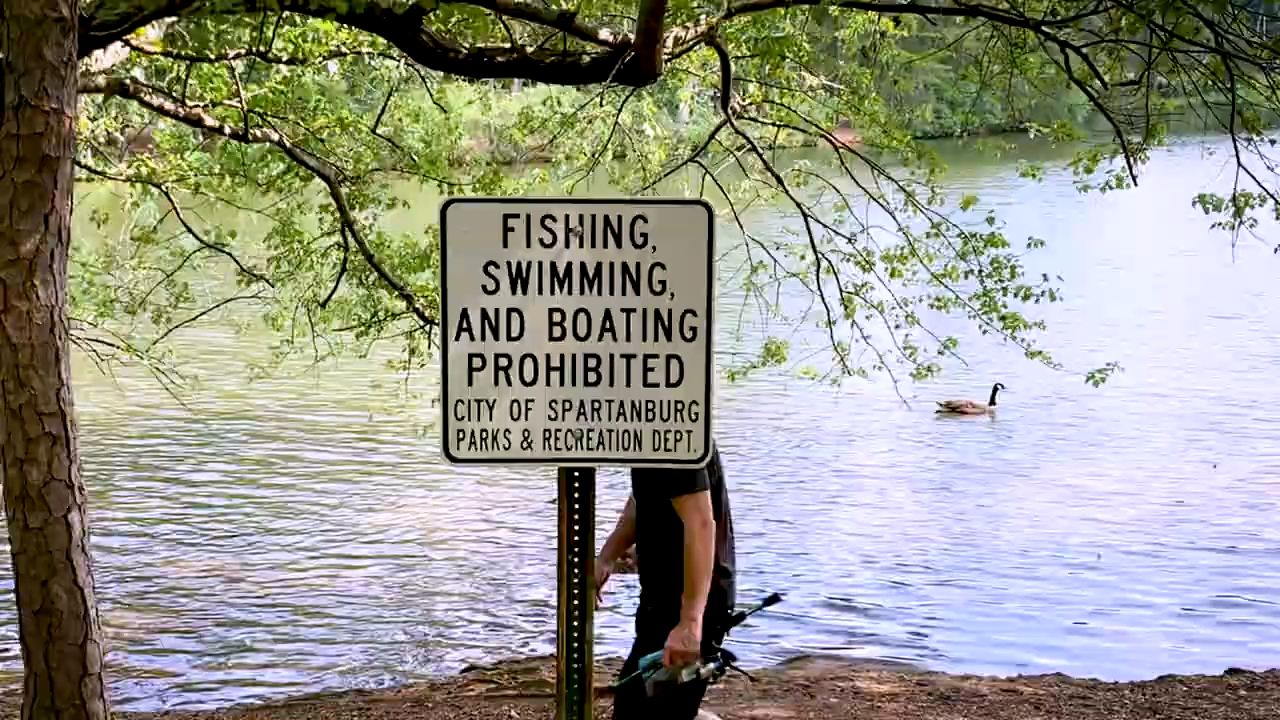 FISHING,
SWIMMING,
AND BOATING
PROHIBITED
CITY OF SPARTANBURG
PARKS & RECREATION DEPT.